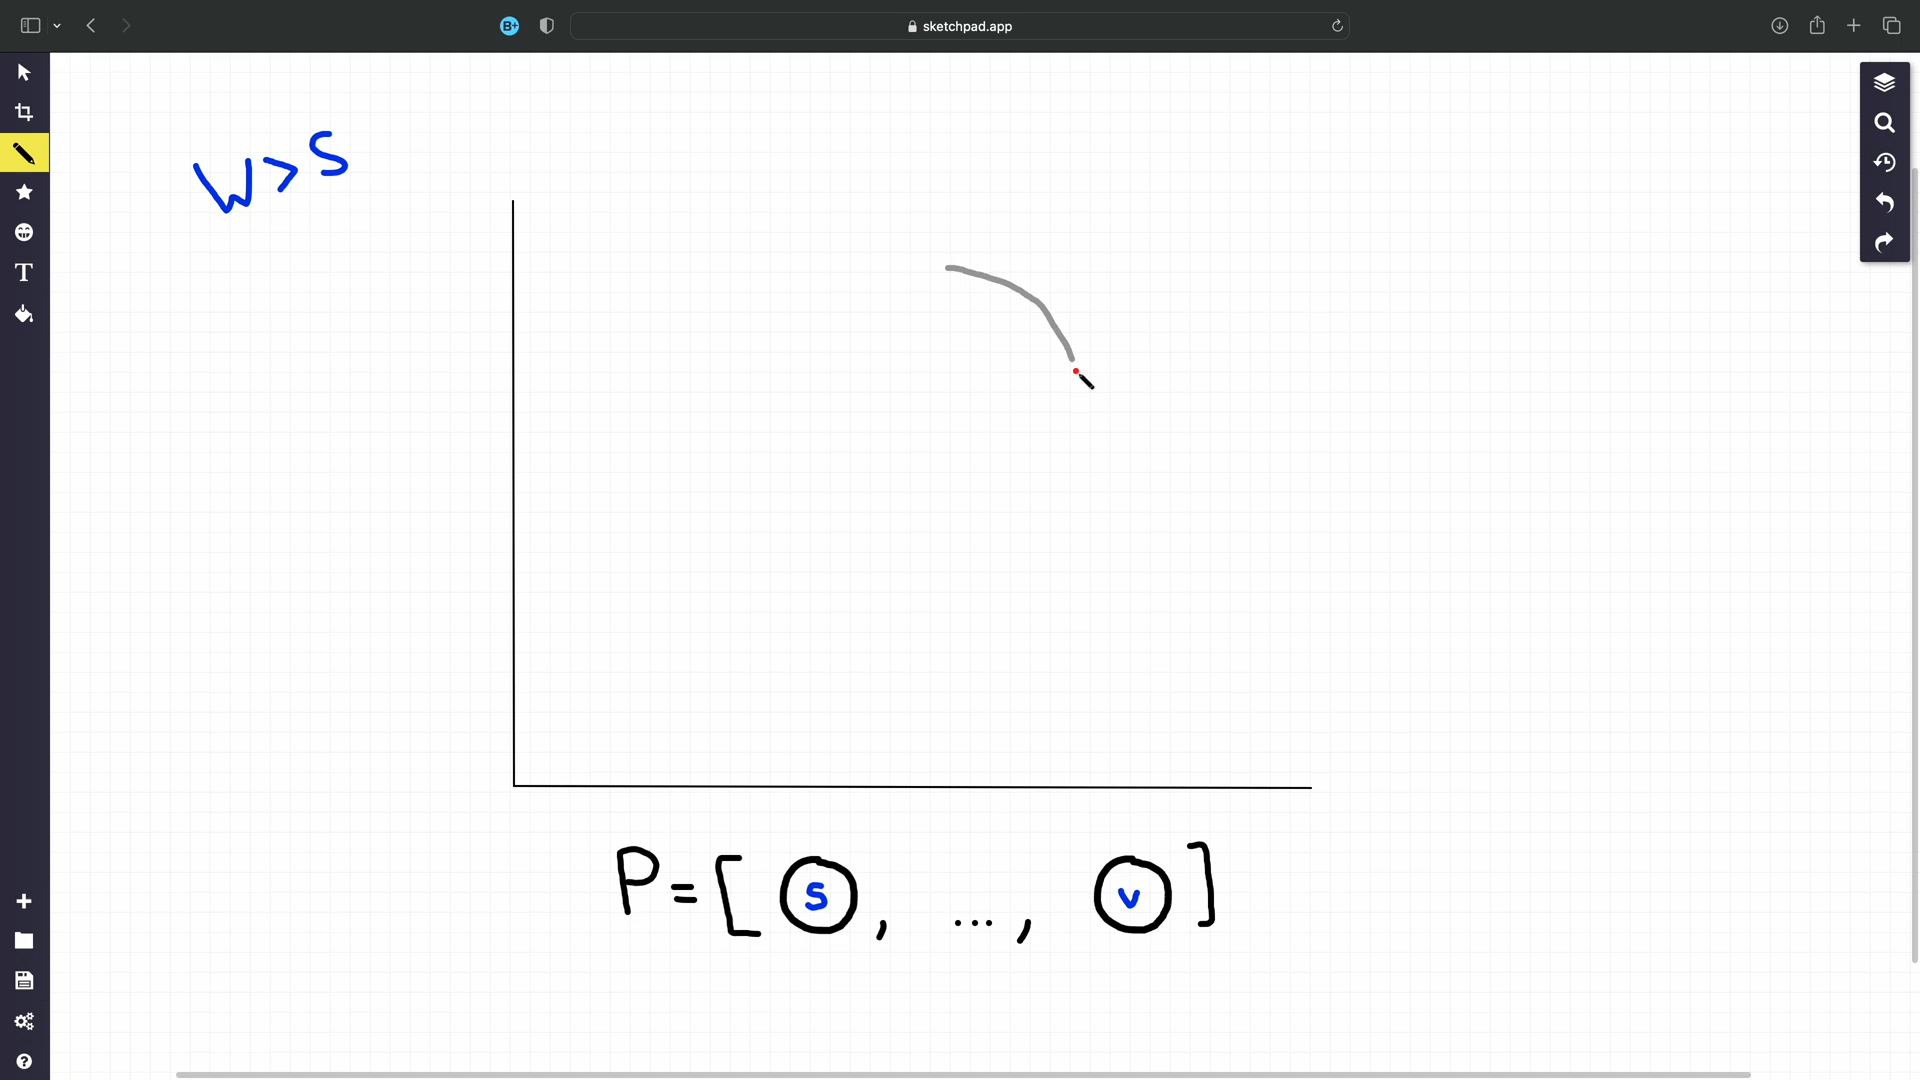 B+
sketchpad.app
W>S
T
P=[S, ..., V]
?